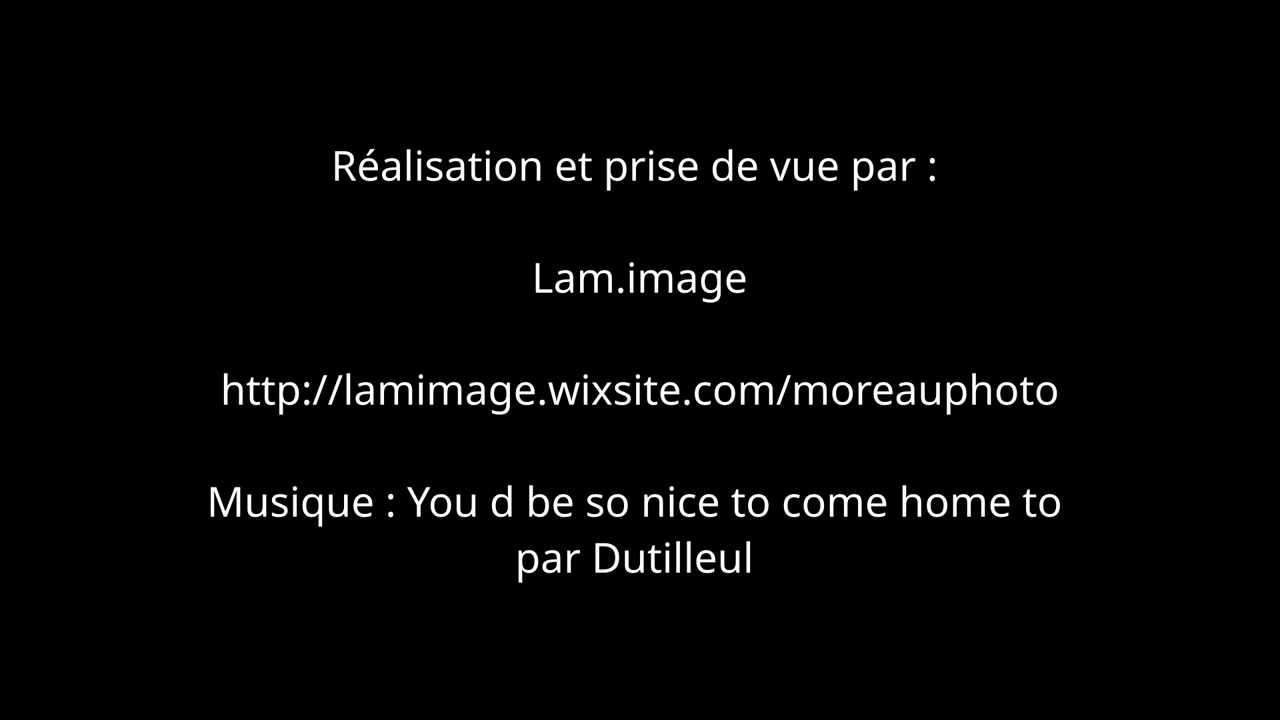 Réalisation et prise de vue par :
Lam.image
http://lamimage.wixsite.com/moreauphoto
Musique : You d be so nice to come home to
par Dutilleul